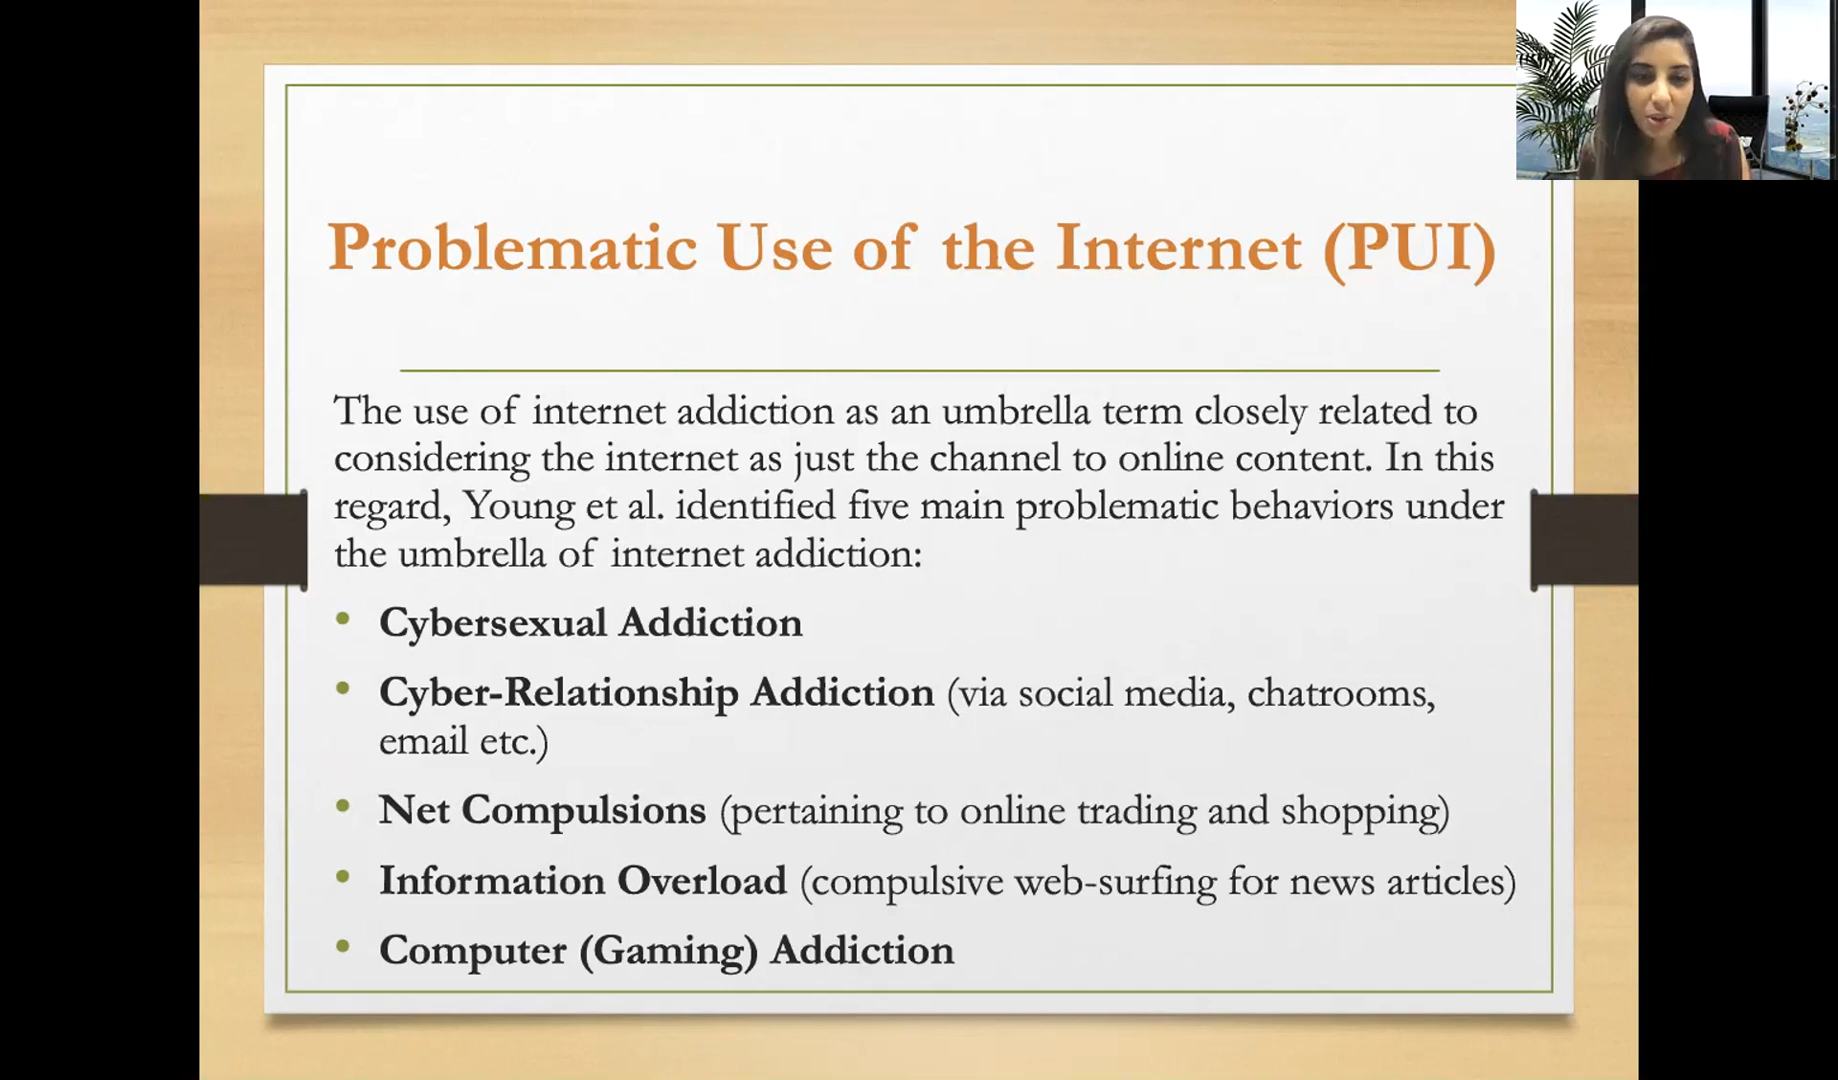 Problematic Use of the Internet (PUI)
The use of internet addiction as an umbrella term closely related to
considering the internet as just the channel to online content. In this
regard, Young et al. identified five main problematic behaviors under
the umbrella of internet addiction:
• Cybersexual Addiction
• Cyber-Relationship Addiction (via social media, chatrooms,
email etc.)
• Net Compulsions (pertaining to online trading and shopping)
• Information Overload (compulsive web-surfing for news articles)
• Computer (Gaming) Addiction